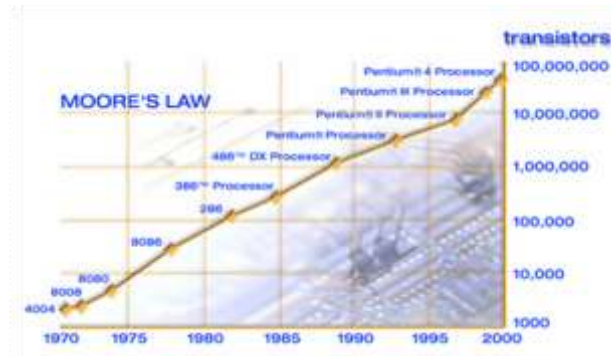 transistors
100,000,000
Pentium® 4 Processor
Pentium® III Processor
MOORE'S LAW
10,000,000
Pentium® II Processor
Pentium® Processor
486™ DX Processor
1,000,000
386™ Processor
286
100,000
8086
8080
10,000
8008
4004
1000
1970 1975 1980 1985 1990 1995 2000